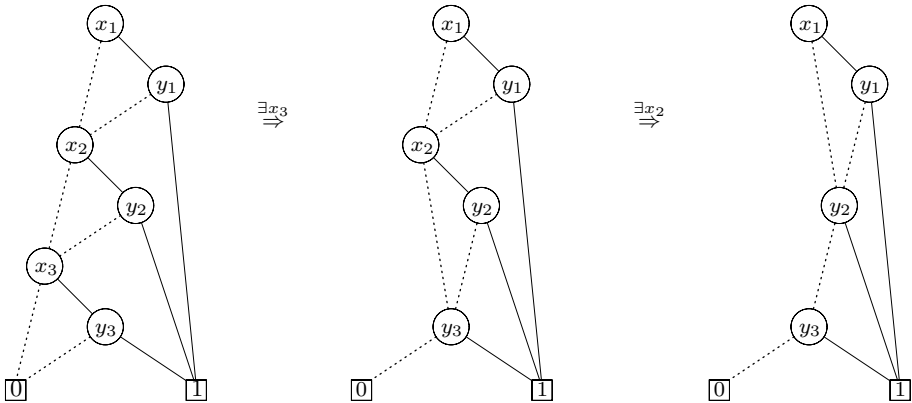 x₁ x₁ x₁
y₁ y₁ y₁
∃x₃ ⇒ ∃x₂ ⇒
x₂ x₂
y₂ y₂ y₂
x₃
y₃ y₃ y₃
0 1 0 1 0 1